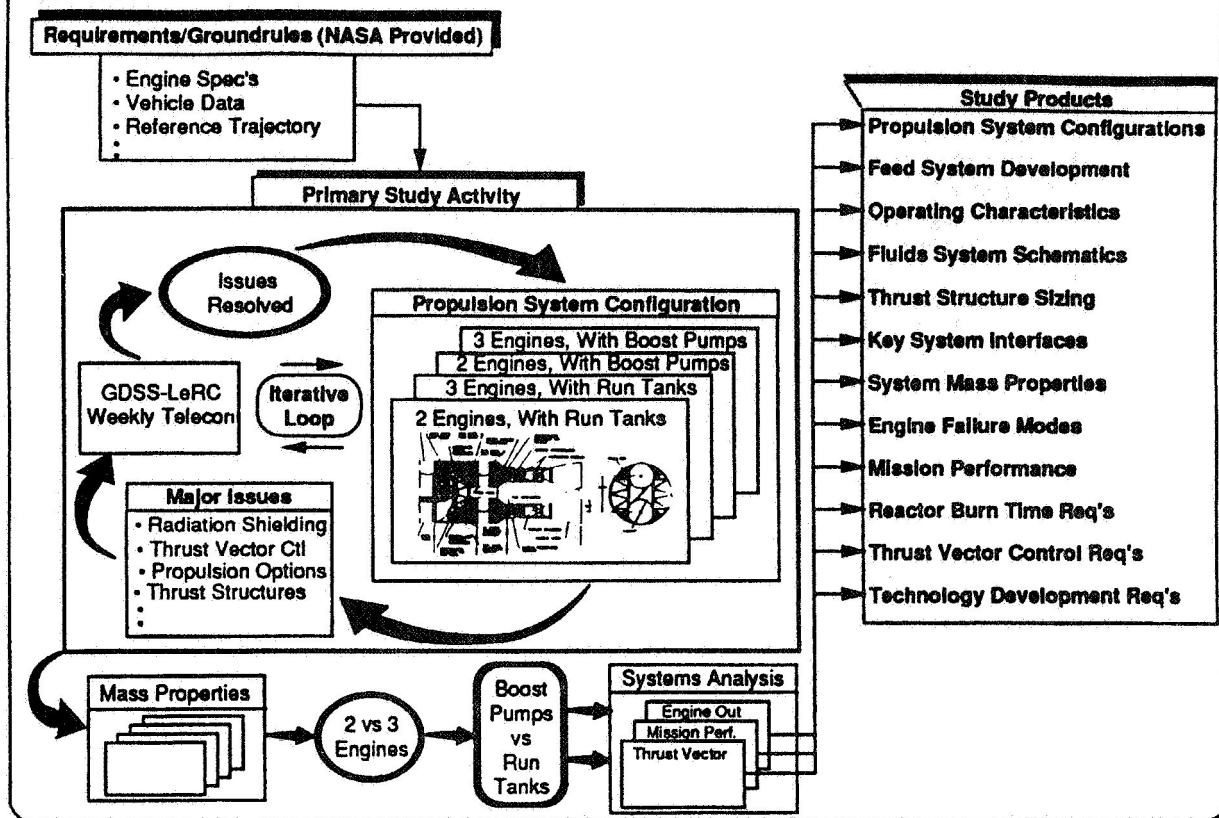 Requirements/Groundrules (NASA Provided)
• Engine Spec's
• Vehicle Data
• Reference Trajectory
•
•
Primary Study Activity
Issues
Resolved
GDSS-LeRC
Weekly Telecon
Iterative
Loop
Major Issues
• Radiation Shielding
• Thrust Vector Ctl
• Propulsion Options
• Thrust Structures
•
•
Propulsion System Configuration
3 Engines, With Boost Pumps
2 Engines, With Boost Pumps
3 Engines, With Run Tanks
2 Engines, With Run Tanks
Mass Properties
2 vs 3
Engines
Boost
Pumps
vs
Run
Tanks
Systems Analysis
Engine Out
Mission Perf.
Thrust Vector
Study Products
Propulsion System Configurations
Feed System Development
Operating Characteristics
Fluids System Schematics
Thrust Structure Sizing
Key System Interfaces
System Mass Properties
Engine Failure Modes
Mission Performance
Reactor Burn Time Req's
Thrust Vector Control Req's
Technology Development Req's